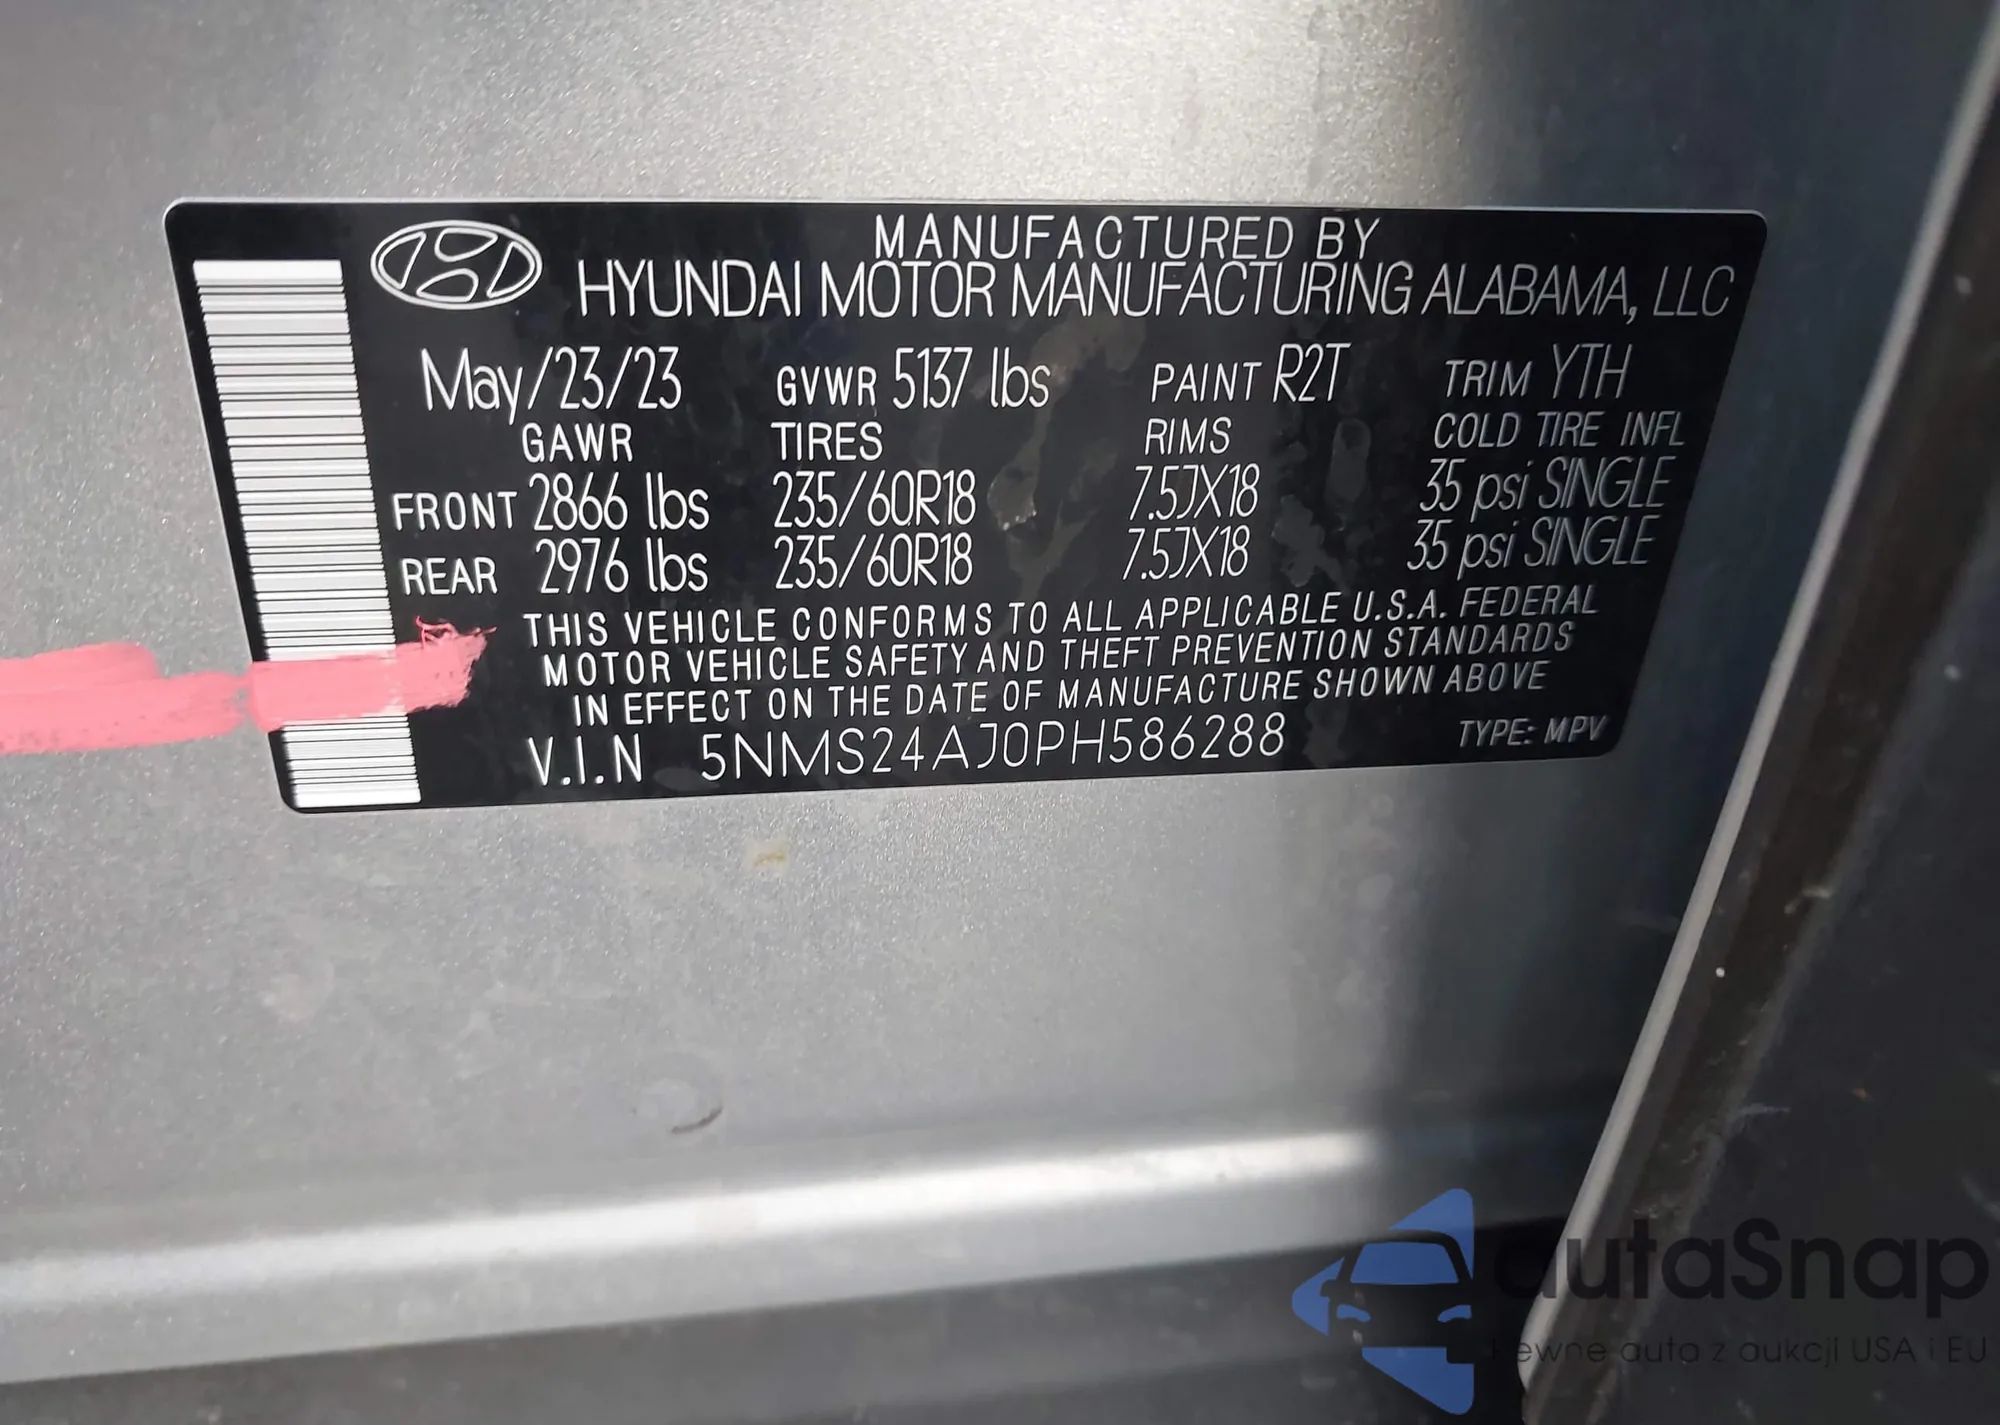 MANUFACTURED BY
HYUNDAI MOTOR MANUFACTURING ALABAMA, LLC
May/23/23 GVWR 5137 lbs PAINT R2T TRIM YTH
GAWR TIRES RIMS COLD TIRE INFL
FRONT 2866 lbs 235/60R18 7.5JX18 35 psi SINGLE
REAR 2976 lbs 235/60R18 7.5JX18 35 psi SINGLE
THIS VEHICLE CONFORMS TO ALL APPLICABLE U.S.A. FEDERAL
MOTOR VEHICLE SAFETY AND THEFT PREVENTION STANDARDS
IN EFFECT ON THE DATE OF MANUFACTURE SHOWN ABOVE
V.I.N 5NMS24AJ0PH586288 TYPE: MPV
autaSnap
Pewne auta z aukcji USA i EU